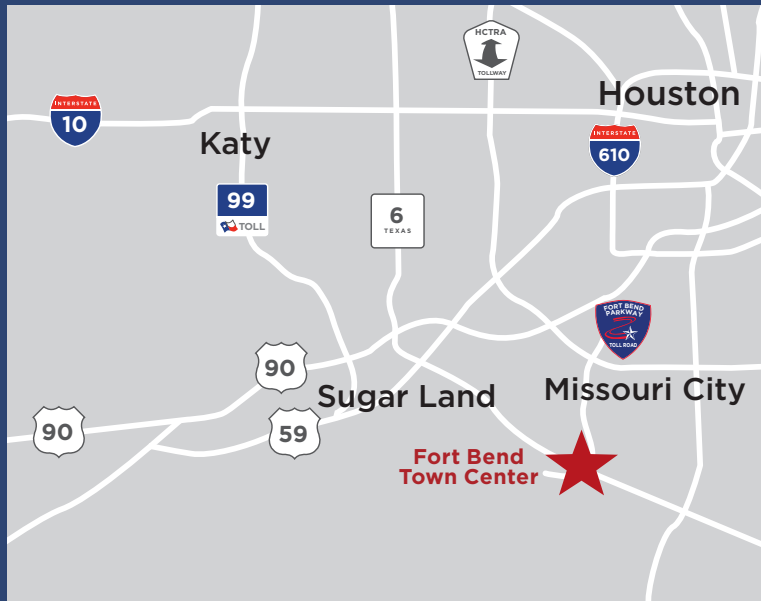 HCTRA
TOLLWAY
Houston
INTERSTATE
10
Katy
INTERSTATE
610
99
TOLL
6
TEXAS
FORT BEND
PARKWAY
TOLL ROAD
90
Sugar Land
Missouri City
90
59
Fort Bend
Town Center